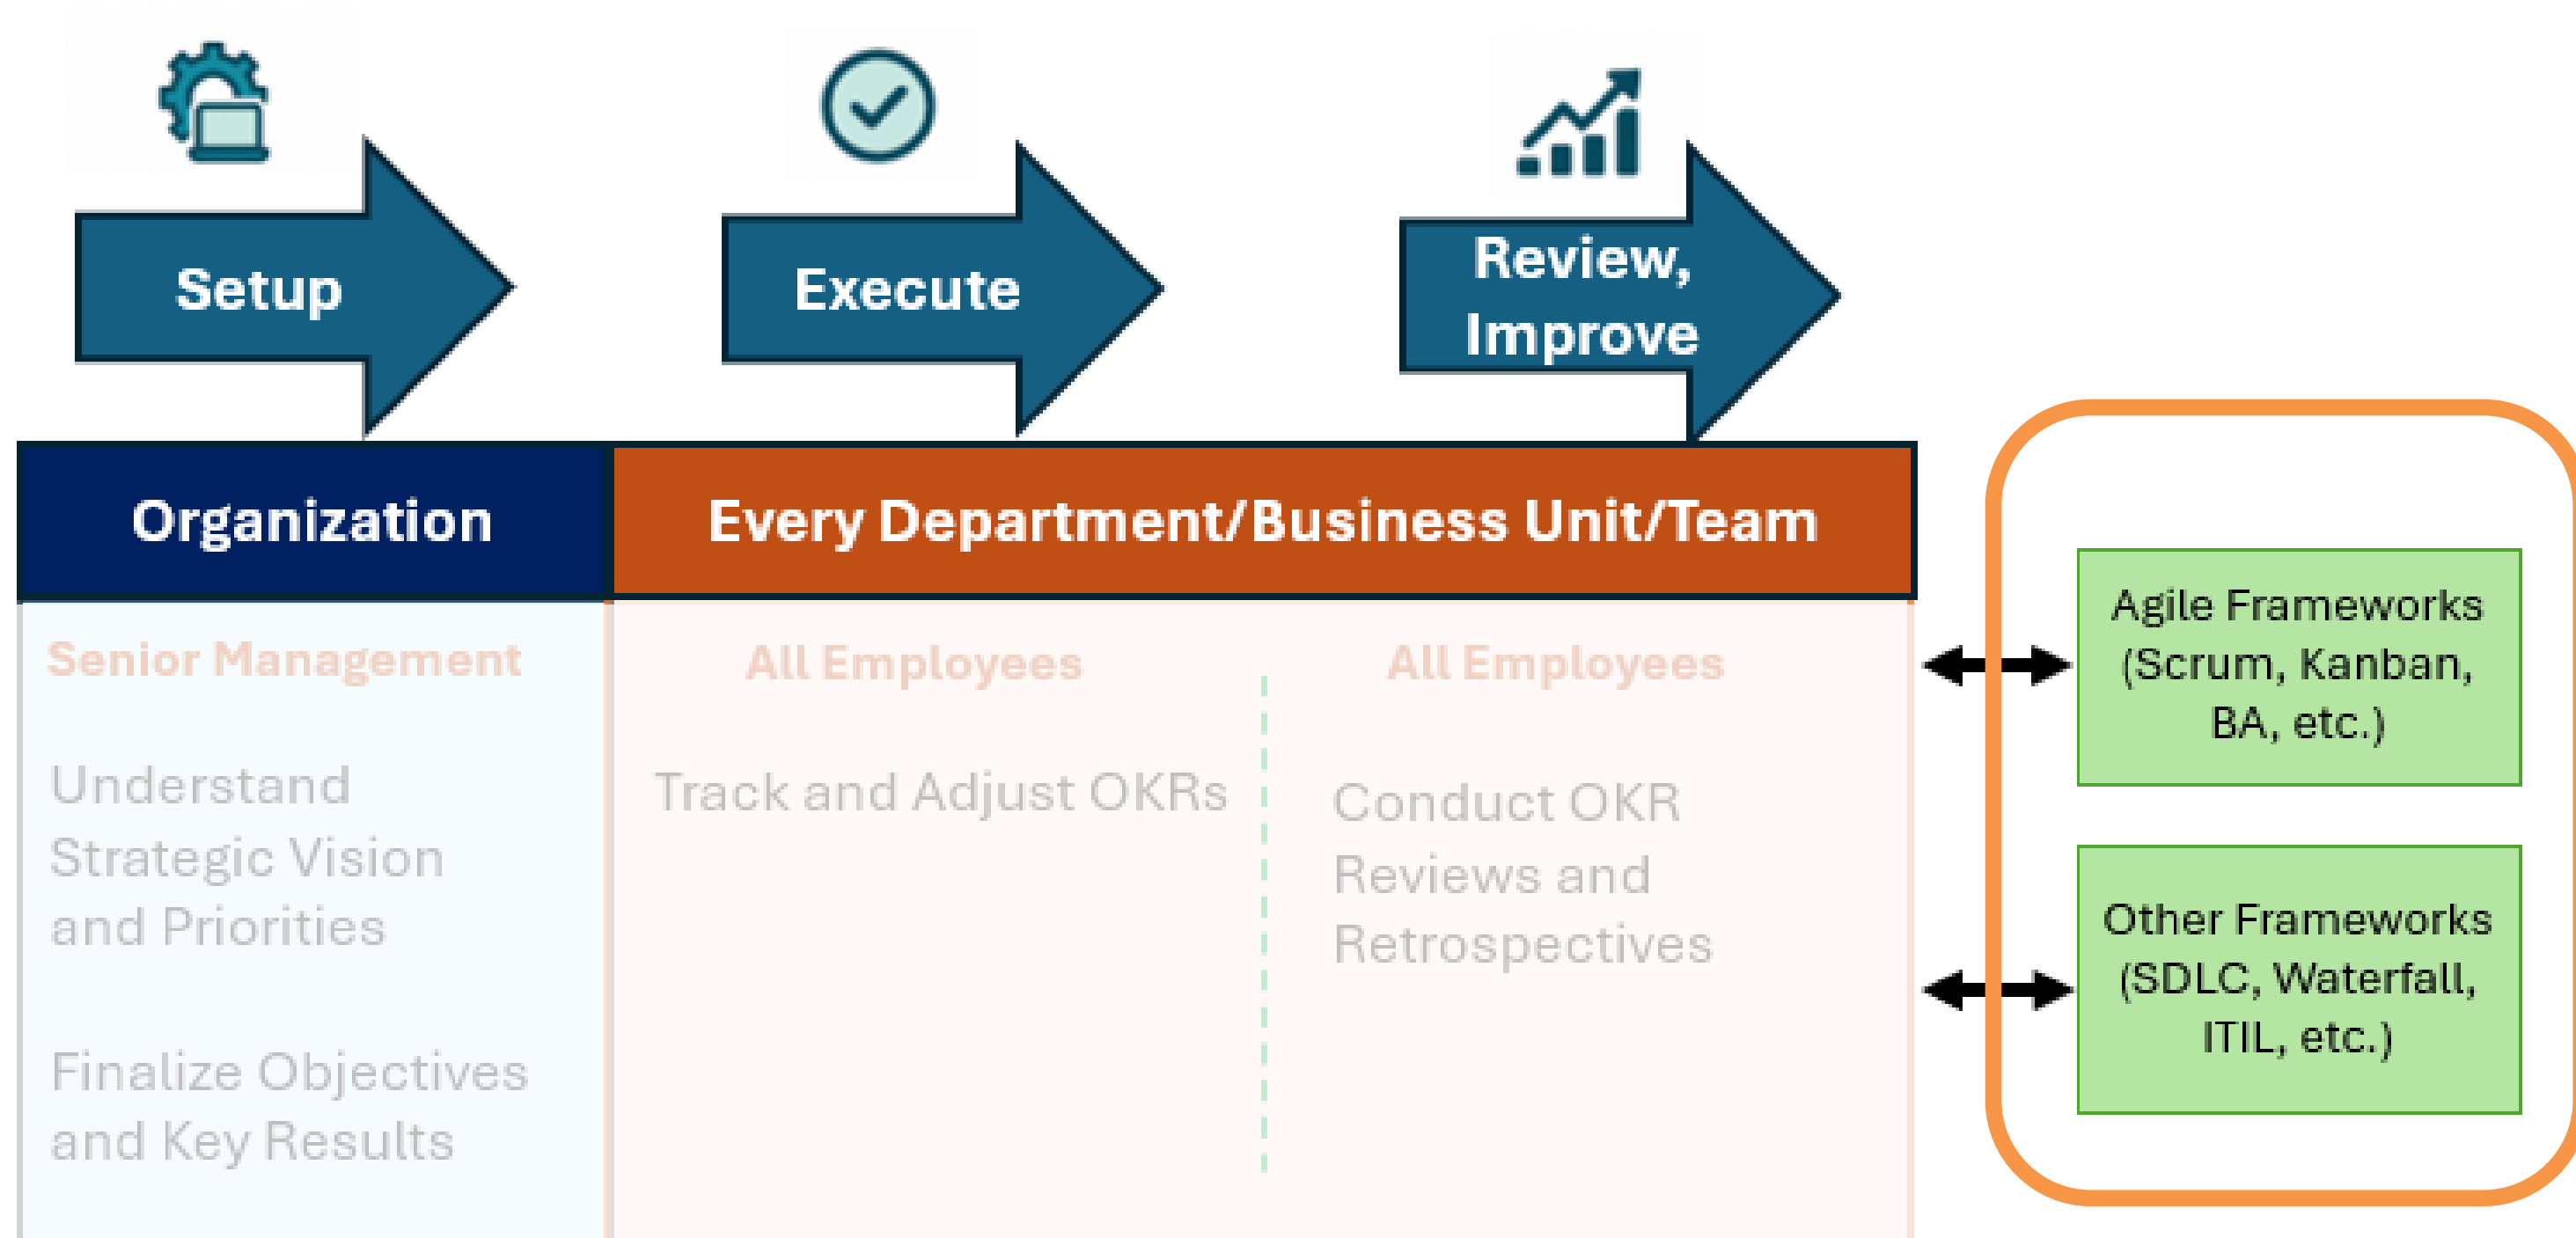 Setup
Execute
Review,
Improve
Organization
Every Department/Business Unit/Team
Senior Management
Understand
Strategic Vision
and Priorities
Finalize Objectives
and Key Results
All Employees
Track and Adjust OKRs
All Employees
Conduct OKR
Reviews and
Retrospectives
Agile Frameworks
(Scrum, Kanban,
BA, etc.)
Other Frameworks
(SDLC, Waterfall,
ITIL, etc.)